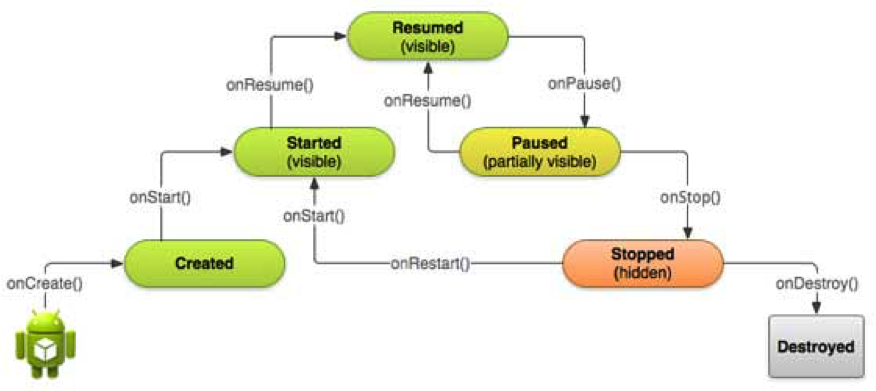 Resumed
(visible)
onResume()
onResume()
onPause()
Started
(visible)
Paused
(partially visible)
onStart()
onStart()
onStop()
Created
onRestart()
Stopped
(hidden)
onCreate()
onDestroy()
Destroyed